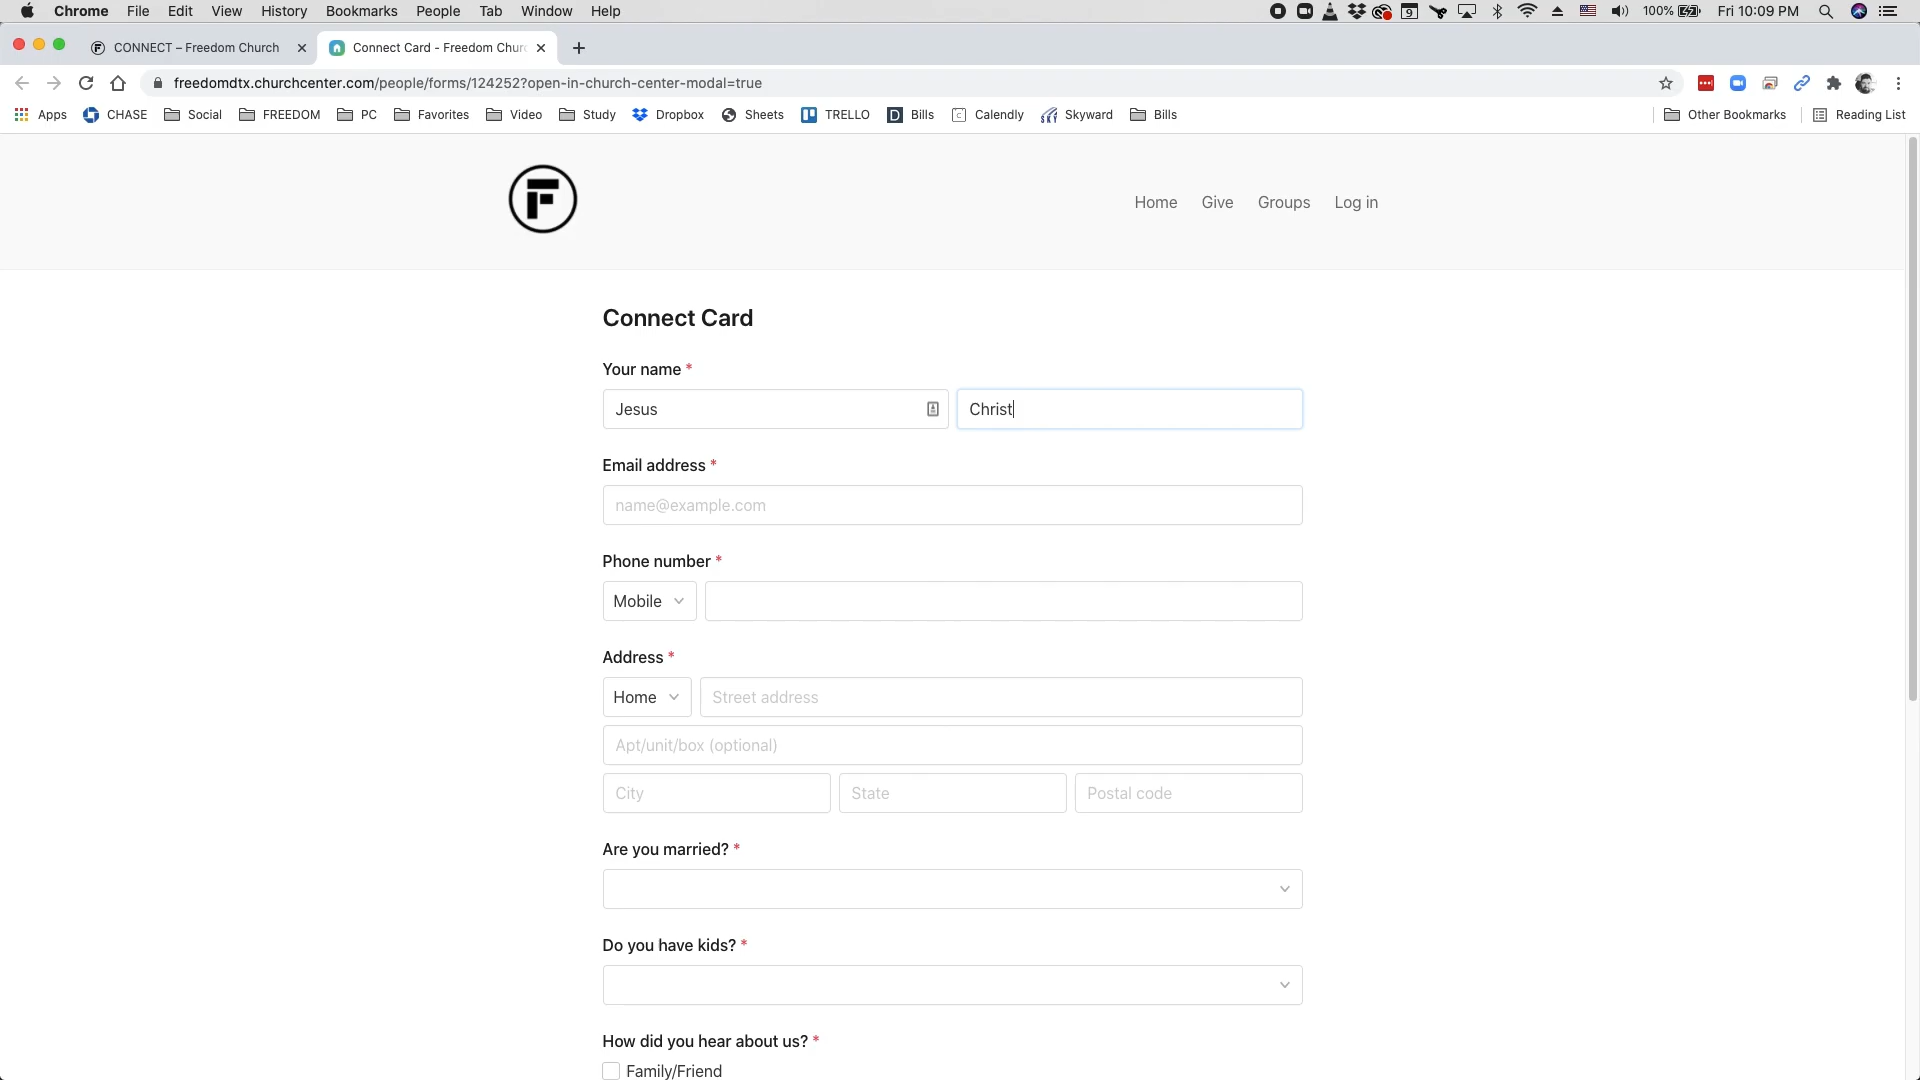 Chrome File Edit View History Bookmarks People Tab Window Help 9 100% Fri 10:09 PM
CONNECT – Freedom Church Connect Card - Freedom Chur
freedomdtx.churchcenter.com/people/forms/124252?open-in-church-center-modal=true
Apps CHASE Social FREEDOM PC Favorites Video Study Dropbox Sheets TRELLO D Bills C Calendly Skyward Bills Other Bookmarks Reading List
F Home Give Groups Log in
Connect Card
Your name *
Jesus Christ
Email address *
name@example.com
Phone number *
Mobile
Address *
Home Street address
Apt/unit/box (optional)
City State Postal code
Are you married? *
Do you have kids? *
How did you hear about us? *
Family/Friend